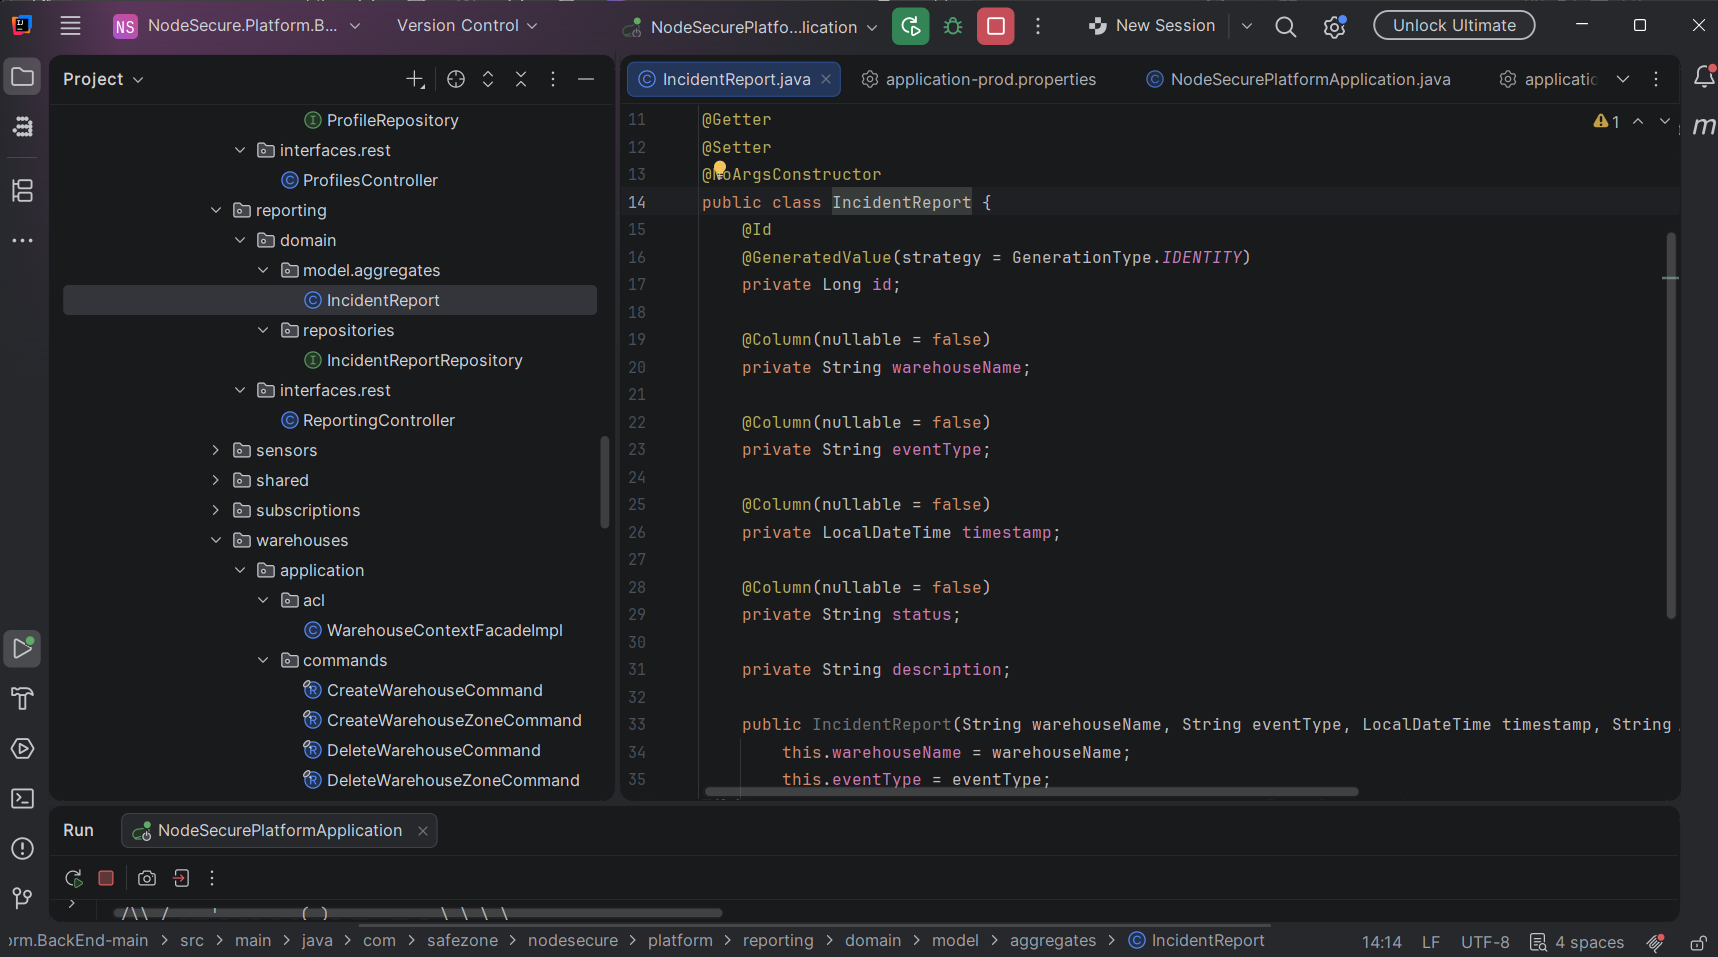 NS NodeSecure.Platform.B... Version Control NodeSecurePlatfo...lication New Session Unlock Ultimate
Project
ProfileRepository
interfaces.rest
ProfilesController
reporting
domain
model.aggregates
IncidentReport
repositories
IncidentReportRepository
interfaces.rest
ReportingController
sensors
shared
subscriptions
warehouses
application
acl
WarehouseContextFacadeImpl
commands
CreateWarehouseCommand
CreateWarehouseZoneCommand
DeleteWarehouseCommand
DeleteWarehouseZoneCommand
IncidentReport.java application-prod.properties NodeSecurePlatformApplication.java applicatio
1
11 @Getter
12 @Setter
13 @NoArgsConstructor
14 public class IncidentReport {
15 @Id
16 @GeneratedValue(strategy = GenerationType.IDENTITY)
17 private Long id;
18
19 @Column(nullable = false)
20 private String warehouseName;
21
22 @Column(nullable = false)
23 private String eventType;
24
25 @Column(nullable = false)
26 private LocalDateTime timestamp;
27
28 @Column(nullable = false)
29 private String status;
30
31 private String description;
32
33 public IncidentReport(String warehouseName, String eventType, LocalDateTime timestamp, String
34 this.warehouseName = warehouseName;
35 this.eventType = eventType;
m
Run NodeSecurePlatformApplication
orm.BackEnd-main > src > main > java > com > safezone > nodesecure > platform > reporting > domain > model > aggregates > IncidentReport 14:14 LF UTF-8 4 spaces